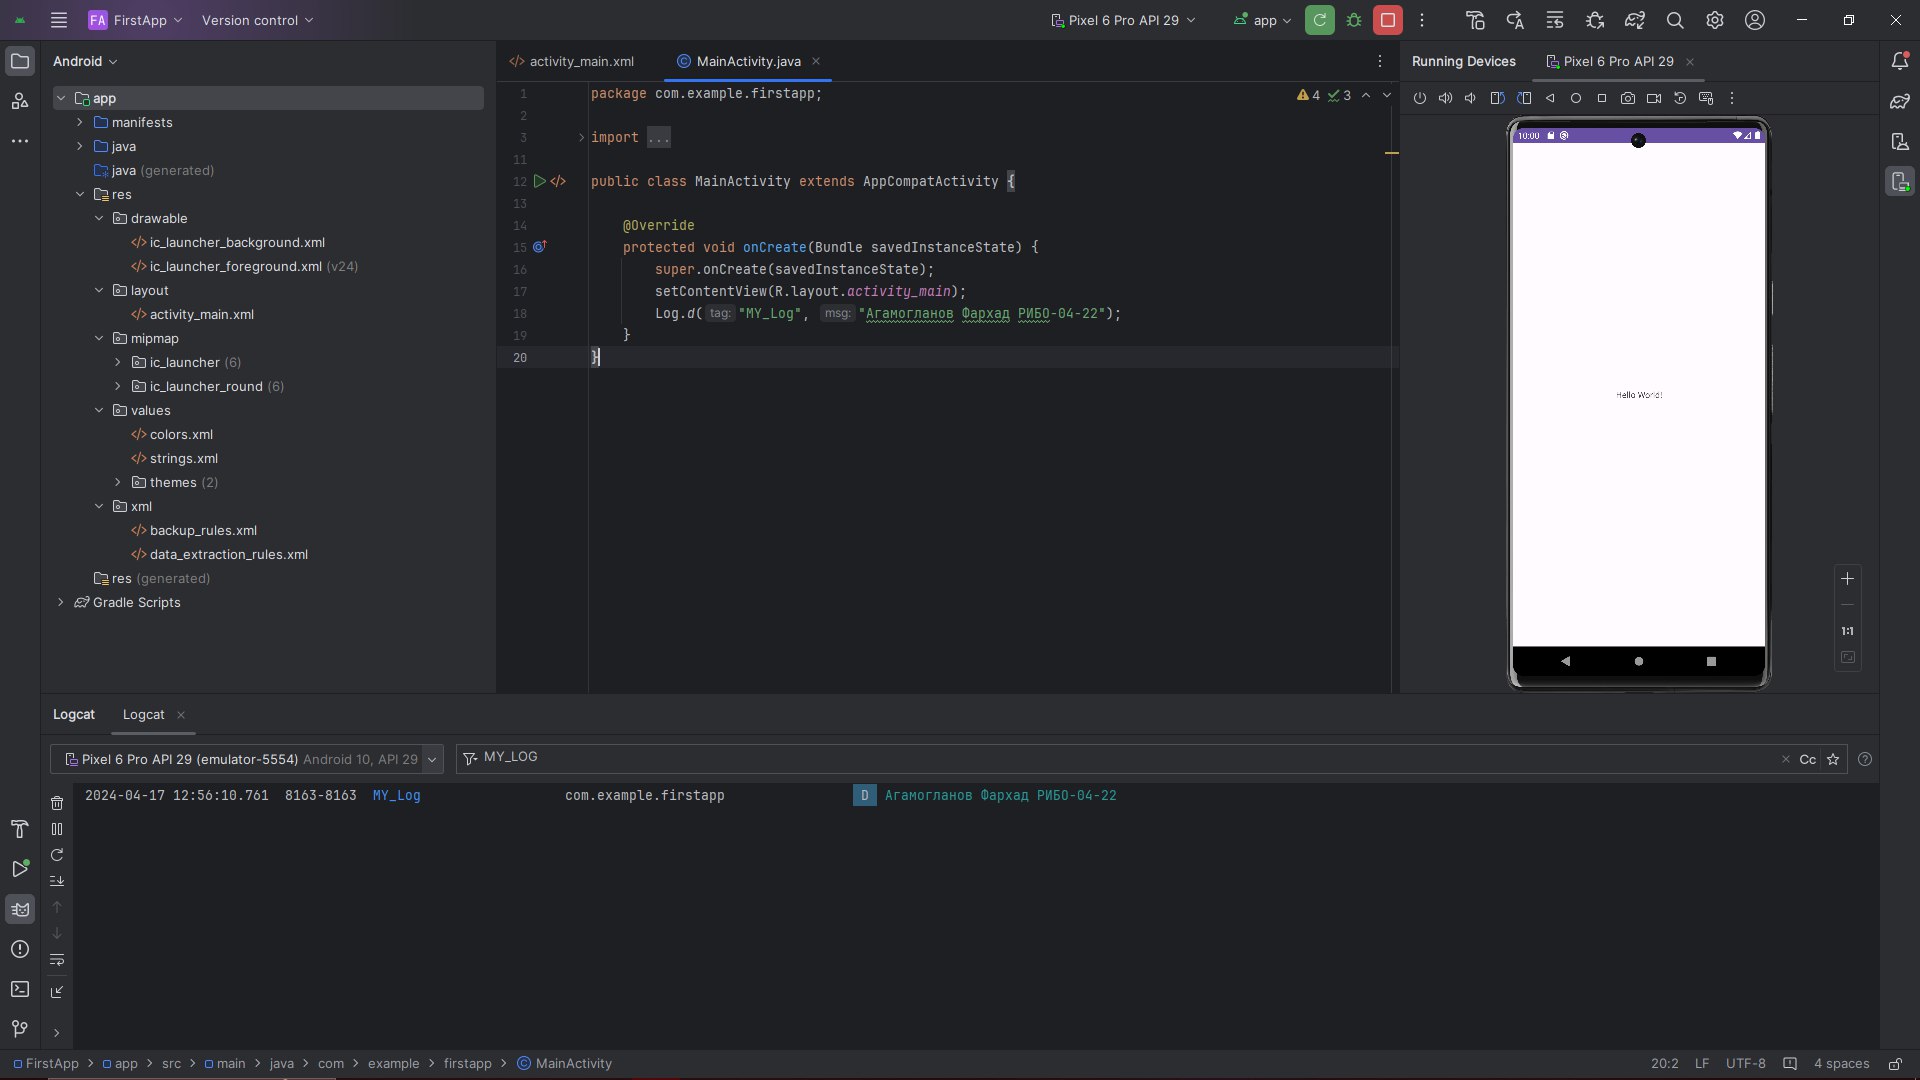 FA FirstApp Version control Pixel 6 Pro API 29 app
Android
activity_main.xml MainActivity.java
Running Devices Pixel 6 Pro API 29
app
manifests
java
java (generated)
res
drawable
ic_launcher_background.xml
ic_launcher_foreground.xml (v24)
layout
activity_main.xml
mipmap
ic_launcher (6)
ic_launcher_round (6)
values
colors.xml
strings.xml
themes (2)
xml
backup_rules.xml
data_extraction_rules.xml
res (generated)
Gradle Scripts
1 package com.example.firstapp;
4 3
2
3 import ...
11
12 public class MainActivity extends AppCompatActivity {
13
14 @Override
15 protected void onCreate(Bundle savedInstanceState) {
16 super.onCreate(savedInstanceState);
17 setContentView(R.layout.activity_main);
18 Log.d( tag: "MY_Log", msg: "Агамогланов Фархад РИБО-04-22");
19 }
20 }
10:00
Hello World!
1:1
Logcat Logcat
Pixel 6 Pro API 29 (emulator-5554) Android 10, API 29
MY_LOG
Cc
2024-04-17 12:56:10.761 8163-8163 MY_Log com.example.firstapp D Агамогланов Фархад РИБО-04-22
FirstApp > app > src > main > java > com > example > firstapp > MainActivity
20:2 LF UTF-8 4 spaces